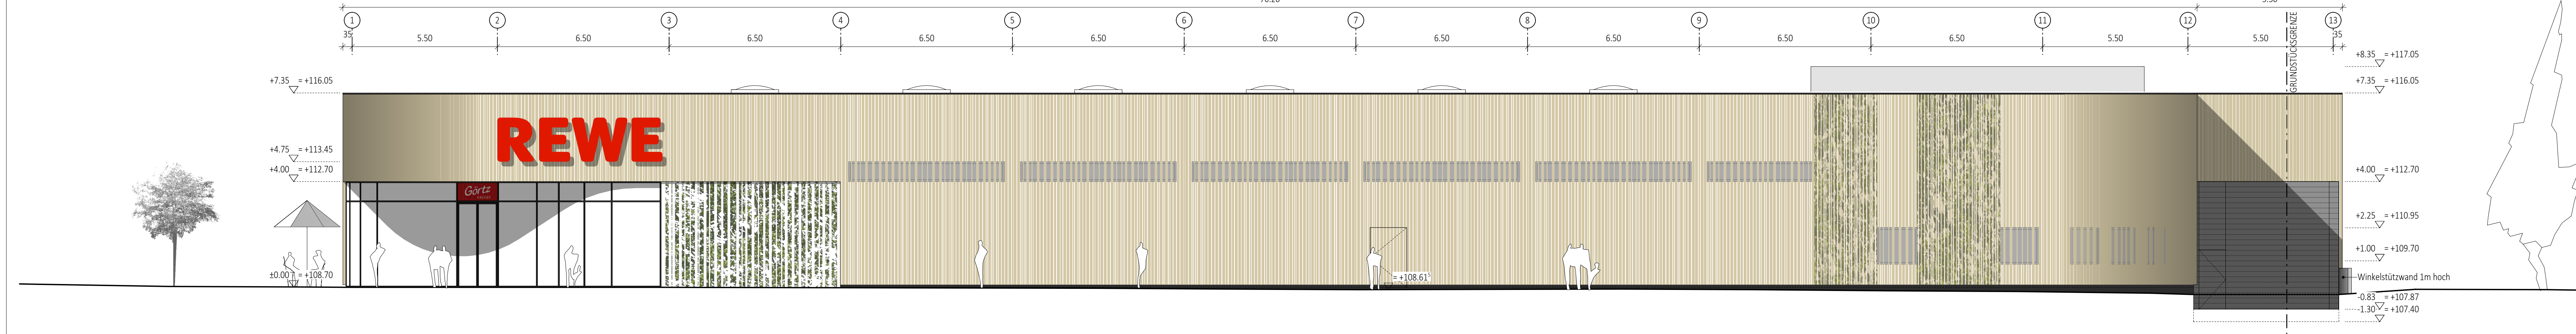 1 2 3 4 5 6 7 8 9 10 11 12 13
GRUNDSTÜCKSGRENZE
35 5.50 6.50 6.50 6.50 6.50 6.50 6.50 6.50 6.50 6.50 5.50 5.50 35
+7.35 = +116.05
+4.75 = +113.45
+4.00 = +112.70
±0.00 = +108.70
REWE
Görtz
= +108.61⁵
+8.35 = +117.05
+7.35 = +116.05
+4.00 = +112.70
+2.25 = +110.95
+1.00 = +109.70
Winkelstützwand 1m hoch
-0.83 = +107.87
-1.30 = +107.40